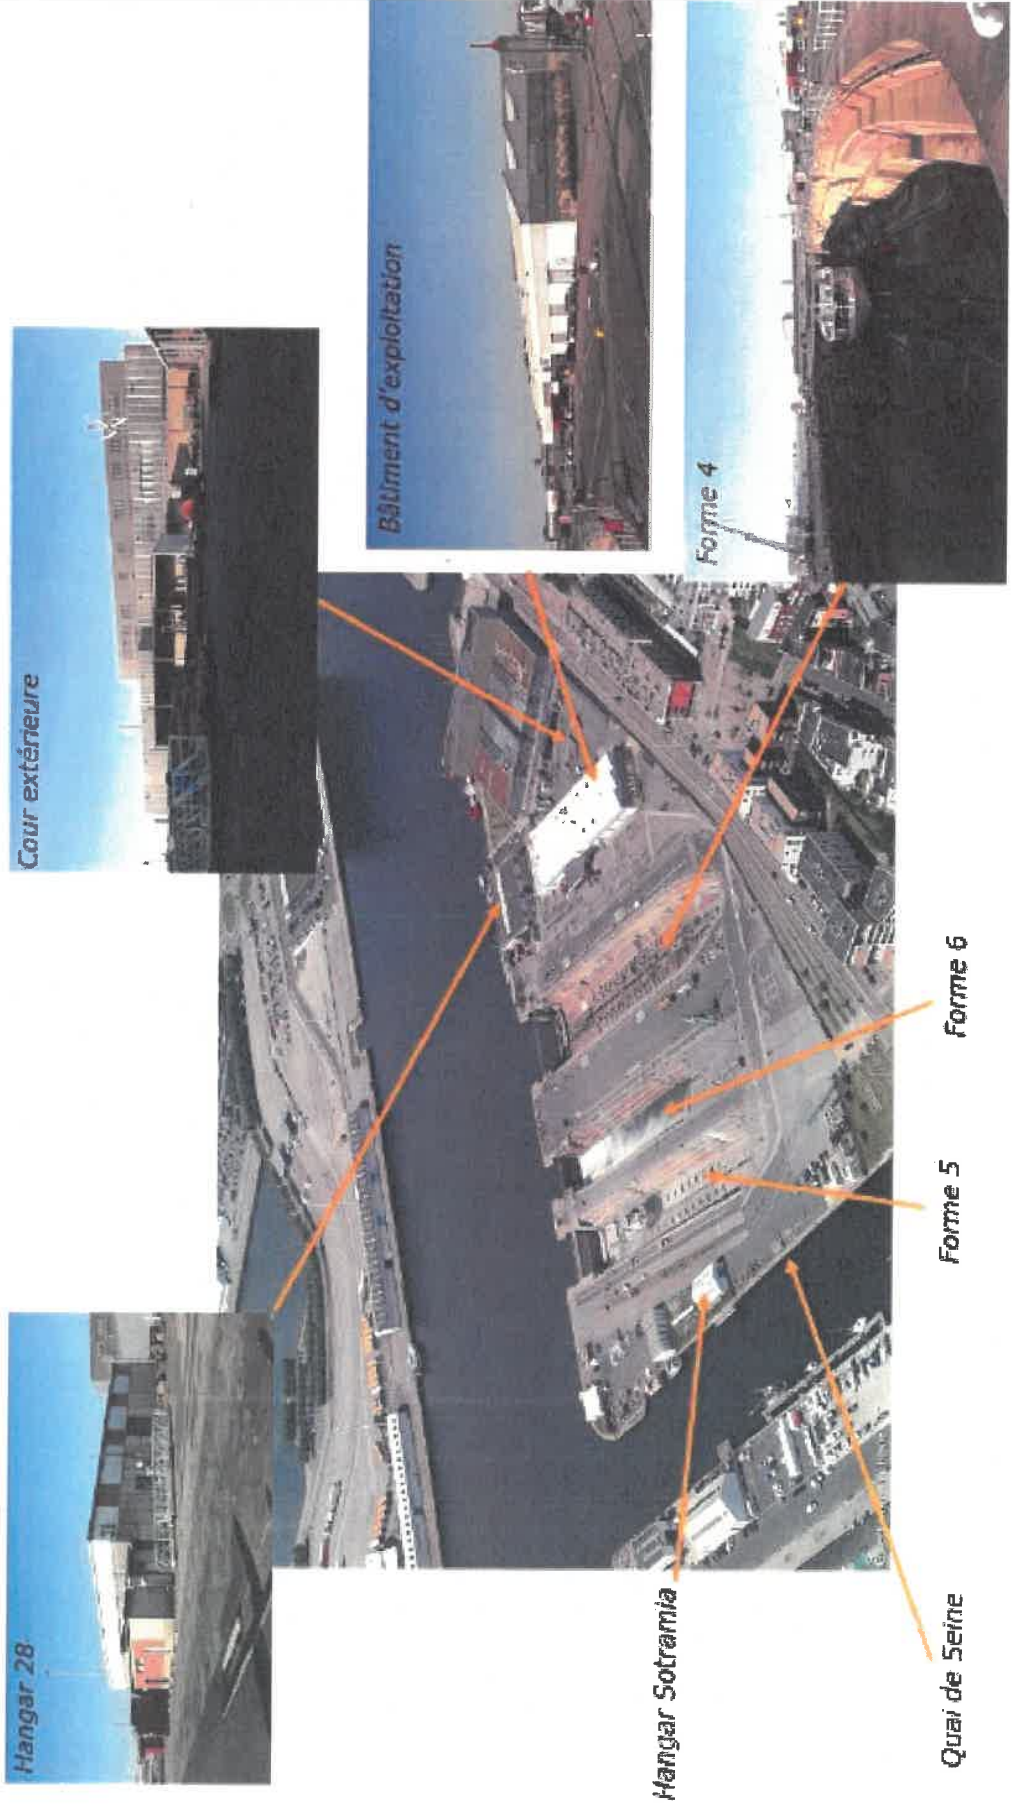 Hangar 28
Cour extérieure
Bâtiment d'exploitation
Forme 4
Hangar Sotramia
Quai de Seine
Forme 5
Forme 6